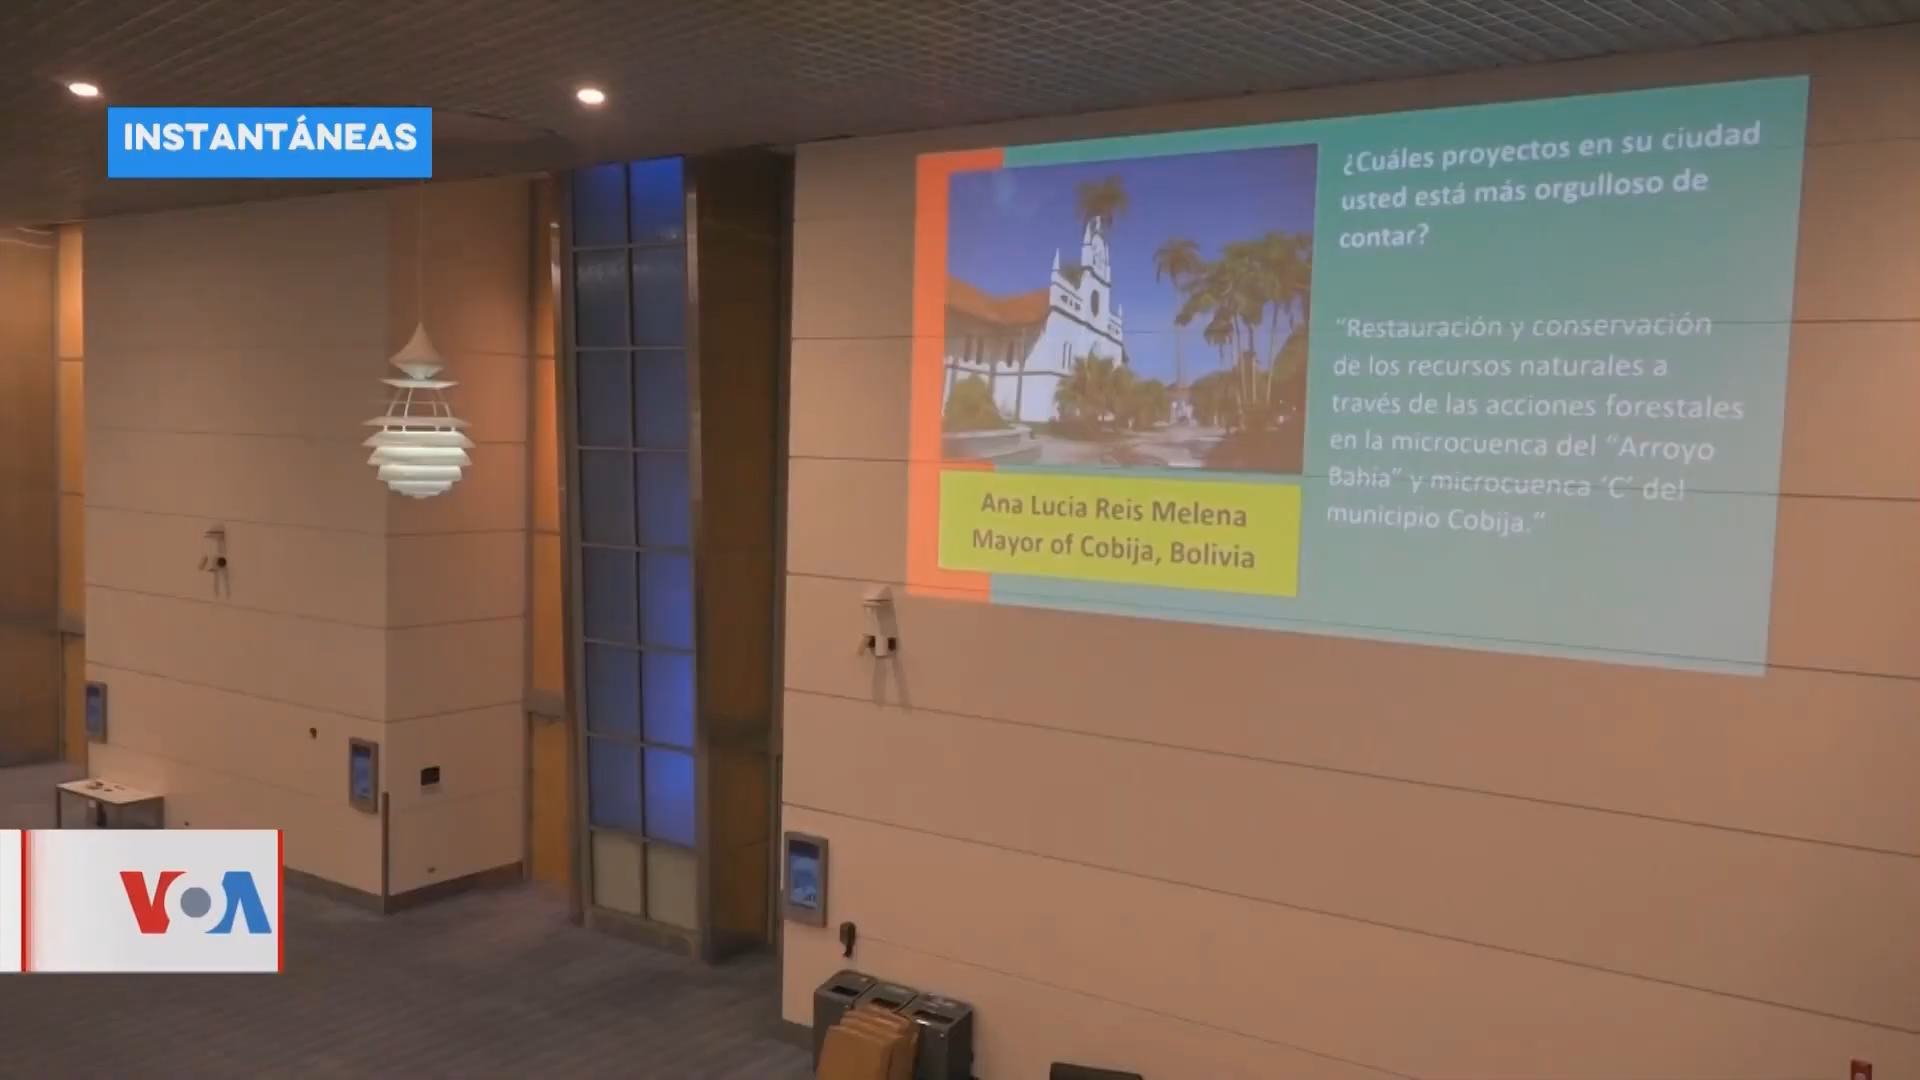 INSTANTÁNEAS
¿Cuáles proyectos en su ciudad
usted está más orgulloso de
contar?
“Restauración y conservación
de los recursos naturales a
través de las acciones forestales
en la microcuenca del “Arroyo
Bahía” y microcuenca ‘C’ del
municipio Cobija.”
Ana Lucia Reis Melena
Mayor of Cobija, Bolivia
VOA